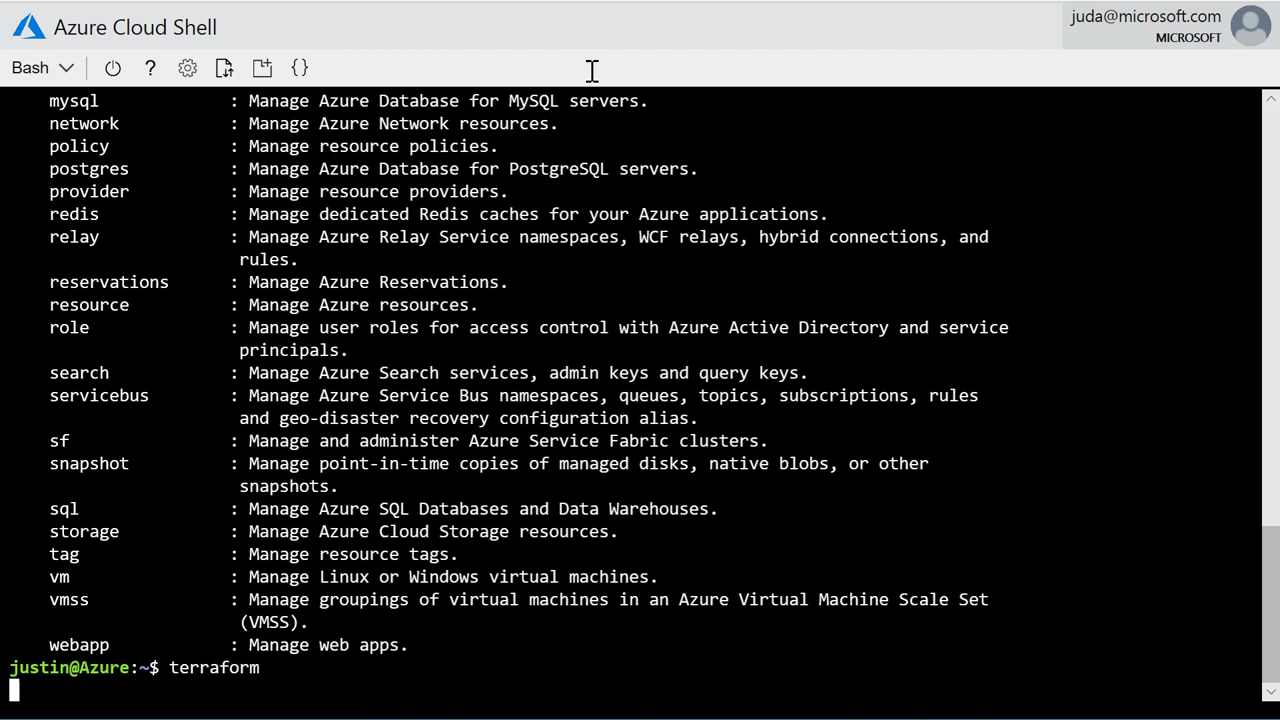 Azure Cloud Shell
juda@microsoft.com
MICROSOFT
Bash
?
{}
mysql : Manage Azure Database for MySQL servers.
network : Manage Azure Network resources.
policy : Manage resource policies.
postgres : Manage Azure Database for PostgreSQL servers.
provider : Manage resource providers.
redis : Manage dedicated Redis caches for your Azure applications.
relay : Manage Azure Relay Service namespaces, WCF relays, hybrid connections, and
rules.
reservations : Manage Azure Reservations.
resource : Manage Azure resources.
role : Manage user roles for access control with Azure Active Directory and service
principals.
search : Manage Azure Search services, admin keys and query keys.
servicebus : Manage Azure Service Bus namespaces, queues, topics, subscriptions, rules
and geo-disaster recovery configuration alias.
sf : Manage and administer Azure Service Fabric clusters.
snapshot : Manage point-in-time copies of managed disks, native blobs, or other
snapshots.
sql : Manage Azure SQL Databases and Data Warehouses.
storage : Manage Azure Cloud Storage resources.
tag : Manage resource tags.
vm : Manage Linux or Windows virtual machines.
vmss : Manage groupings of virtual machines in an Azure Virtual Machine Scale Set
(VMSS).
webapp : Manage web apps.
justin@Azure:~$ terraform